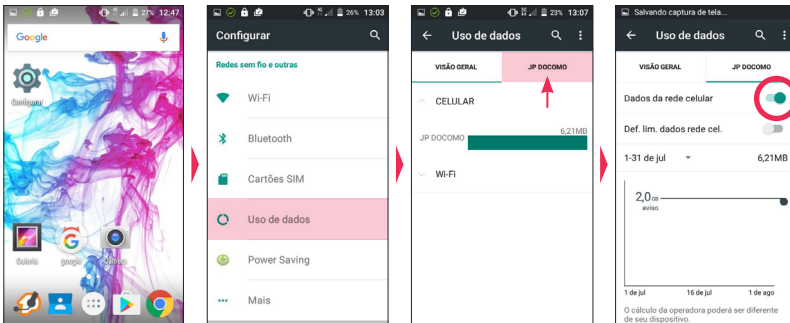 27% 12:47
Google
Configurar
Galeria
google
Câmera
26% 13:03
Configurar
Redes sem fio e outras
Wi-Fi
Bluetooth
Cartões SIM
Uso de dados
Power Saving
Mais
23% 13:07
Uso de dados
VISÃO GERAL
JP DOCOMO
CELULAR
6,21MB
JP DOCOMO
Wi-Fi
Salvando captura de tela...
Uso de dados
VISÃO GERAL
JP DOCOMO
Dados da rede celular
Def. lim. dados rede cel.
1-31 de jul
6,21MB
2,0GB
aviso
1 de jul
16 de jul
1 de ago
O cálculo da operadora poderá ser diferente
de seu dispositivo.